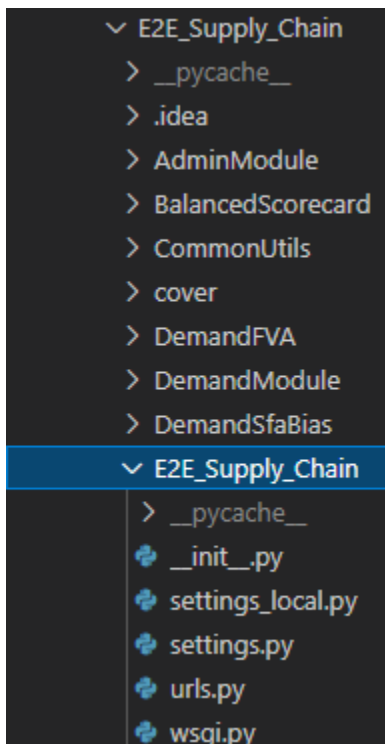 E2E_Supply_Chain
__pycache__
.idea
AdminModule
BalancedScorecard
CommonUtils
cover
DemandFVA
DemandModule
DemandSfaBias
E2E_Supply_Chain
__pycache__
__init__.py
settings_local.py
settings.py
urls.py
wsgi.py